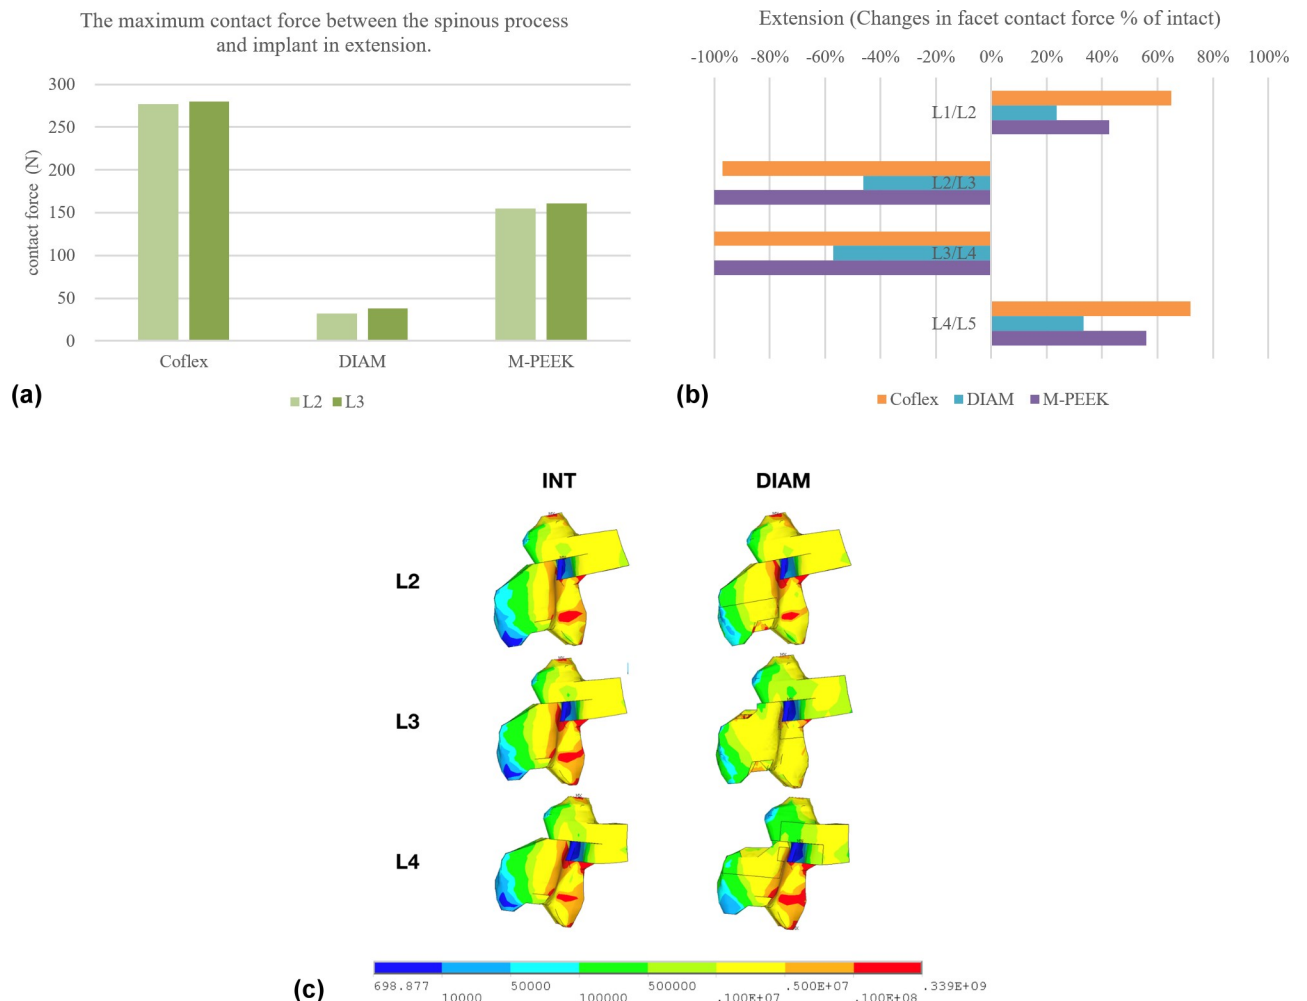 The maximum contact force between the spinous process
and implant in extension.
300
250
200
150
100
50
0
contact force (N)
Coflex DIAM M-PEEK
L2 L3
(a)
Extension (Changes in facet contact force % of intact)
-100% -80% -60% -40% -20% 0% 20% 40% 60% 80% 100%
L1/L2
L2/L3
L3/L4
L4/L5
Coflex DIAM M-PEEK
(b)
INT DIAM
L2
L3
L4
698.877 50000 500000 .500E+07 .339E+09
10000 100000 .100E+07 .100E+08
(c)